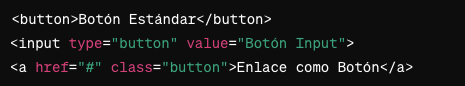 <button>Botón Estándar</button>
<input type="button" value="Botón Input">
<a href="#" class="button">Enlace como Botón</a>